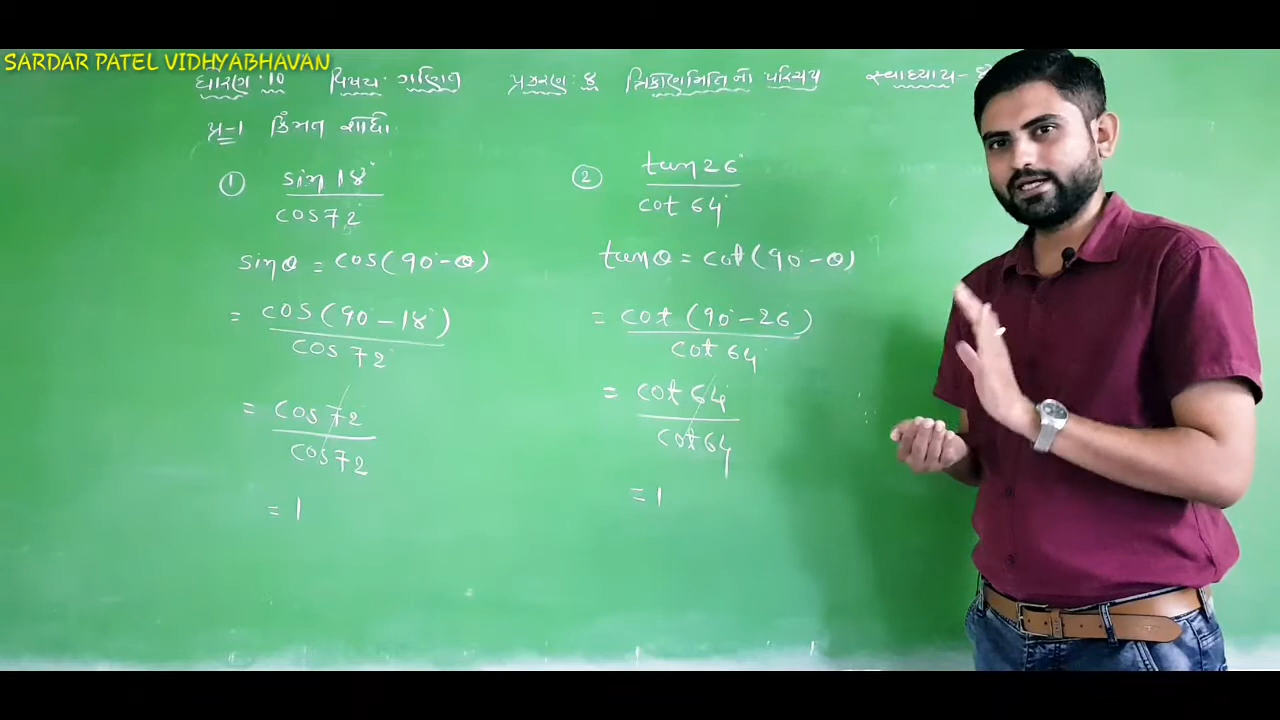 SARDAR PATEL VIDHYABHAVAN
ધોરણ : 10 વિષય : ગણિત પ્રકરણ : 8 ત્રિકોણમિતિનો પરિચય સ્વાધ્યાય -
પ્ર-1 કિંમત શોધો.
① sin 18° / cos 72°
sin θ = cos (90° - θ)
= cos (90° - 18°) / cos 72°
= cos 72 / cos 72
= 1
② tan 26° / cot 64°
tan θ = cot (90° - θ)
= cot (90° - 26) / cot 64°
= cot 64 / cot 64
= 1